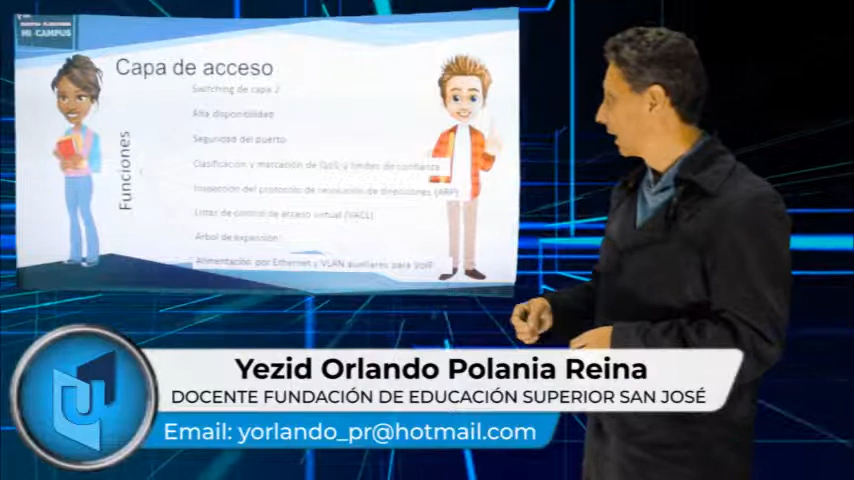 MI CAMPUS
Capa de acceso
Funciones
Switching de capa 2
Alta disponibilidad
Seguridad del puerto
Clasificación y marcación de QoS y límites de confianza
Inspección del protocolo de resolución de direcciones (ARP)
Listas de control de acceso virtual (VACL)
Árbol de expansión
Alimentación por Ethernet y VLAN auxiliares para VoIP
Yezid Orlando Polania Reina
DOCENTE FUNDACIÓN DE EDUCACIÓN SUPERIOR SAN JOSÉ
Email: yorlando_pr@hotmail.com